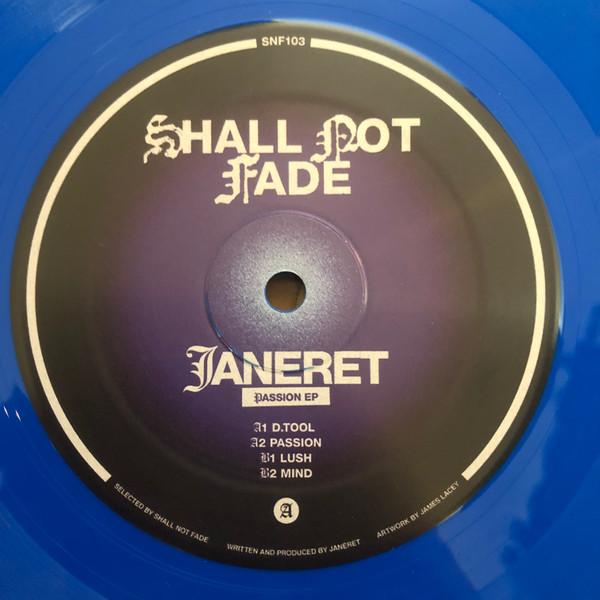 SNF103
SHALL NOT
FADE
JANERET
PASSION EP
A1 D.TOOL
A2 PASSION
B1 LUSH
B2 MIND
A
SELECTED BY SHALL NOT FADE
WRITTEN AND PRODUCED BY JANERET
ARTWORK BY JAMES LACEY